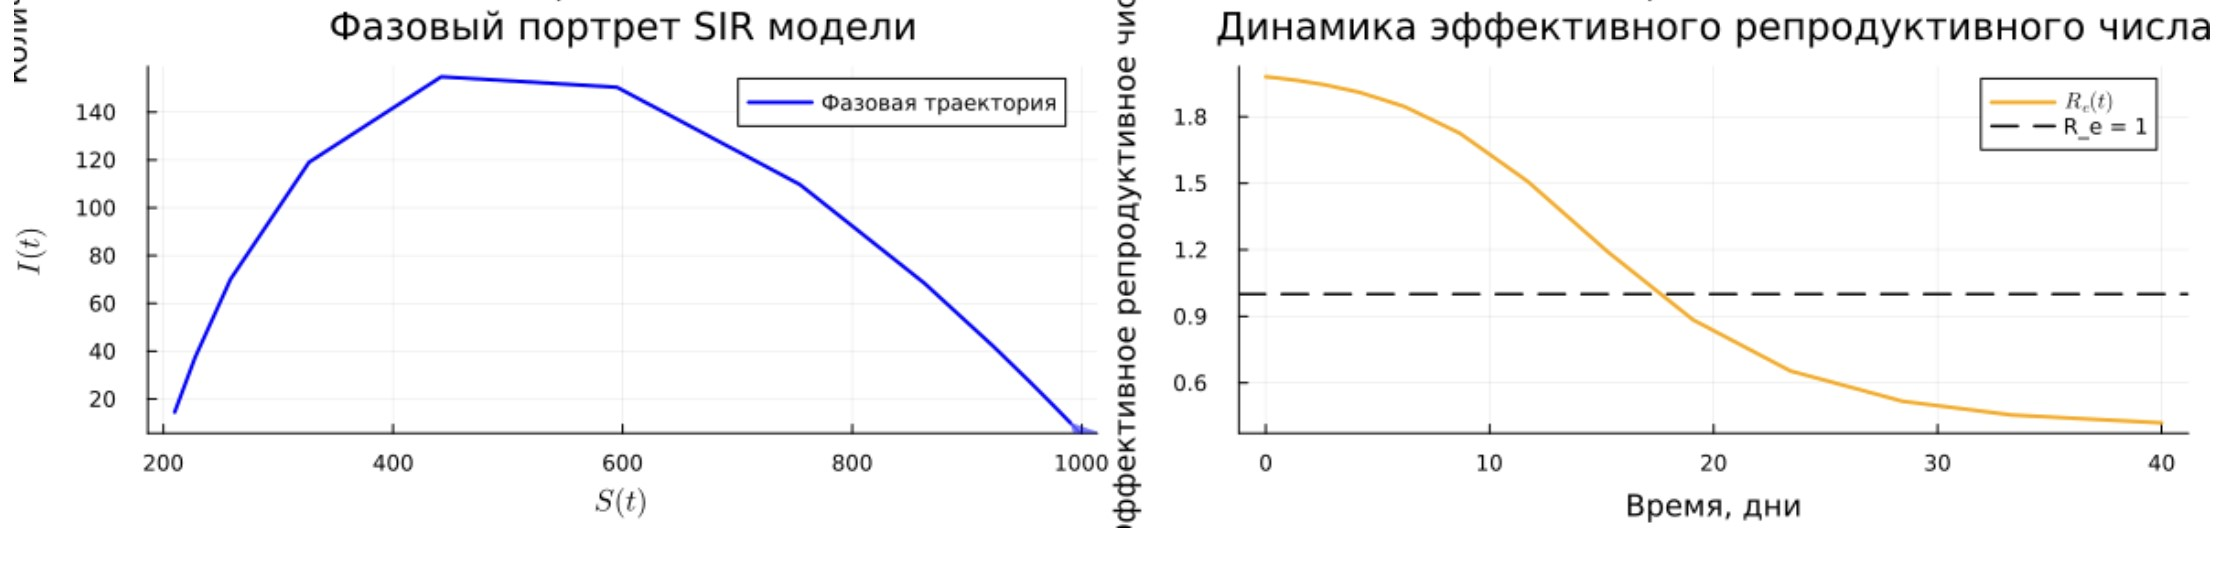 Фазовый портрет SIR модели
140
120
100
80
60
40
20
I(t)
Фазовая траектория
200 400 600 800 1000
S(t)
Динамика эффективного репродуктивного числа
эффективное репродуктивное
1.8
1.5
1.2
0.9
0.6
R_e(t)
R_e = 1
0 10 20 30 40
Время, дни